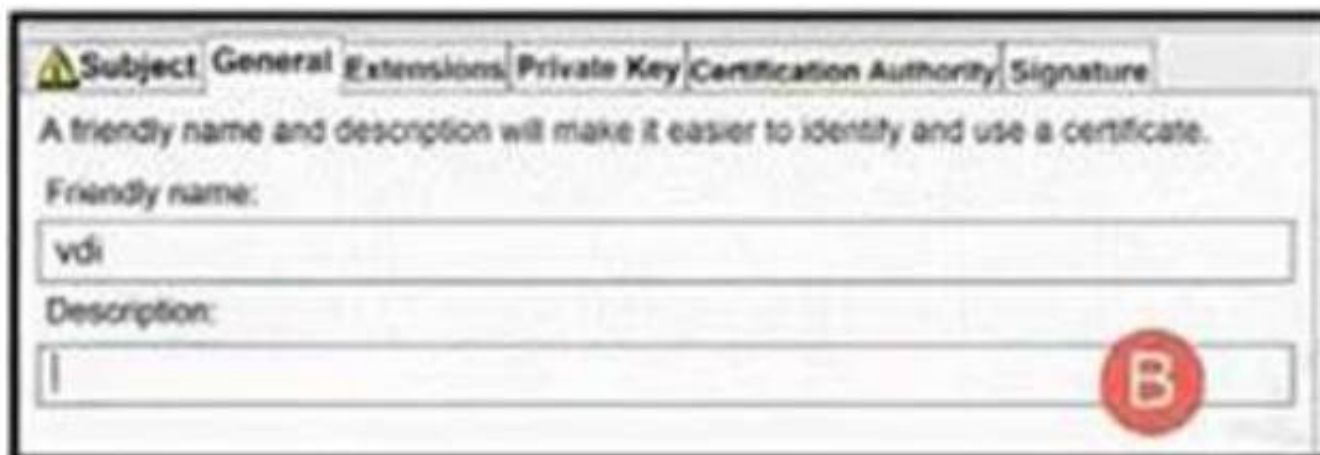 Subject General Extensions Private Key Certification Authority Signature
A friendly name and description will make it easier to identify and use a certificate.
Friendly name:
vdi
Description:
B